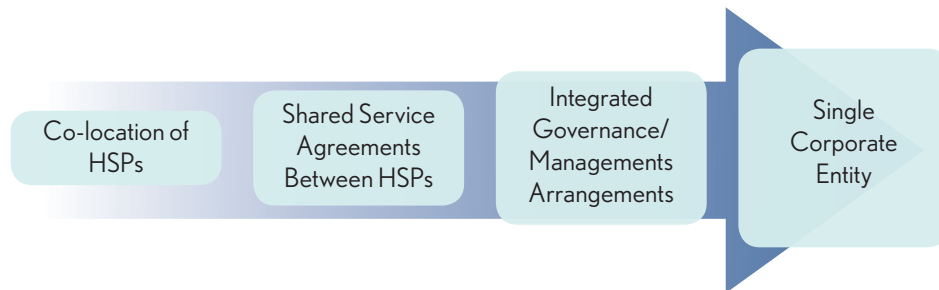 Co-location of
HSPs
Shared Service
Agreements
Between HSPs
Integrated
Governance/
Managements
Arrangements
Single
Corporate
Entity